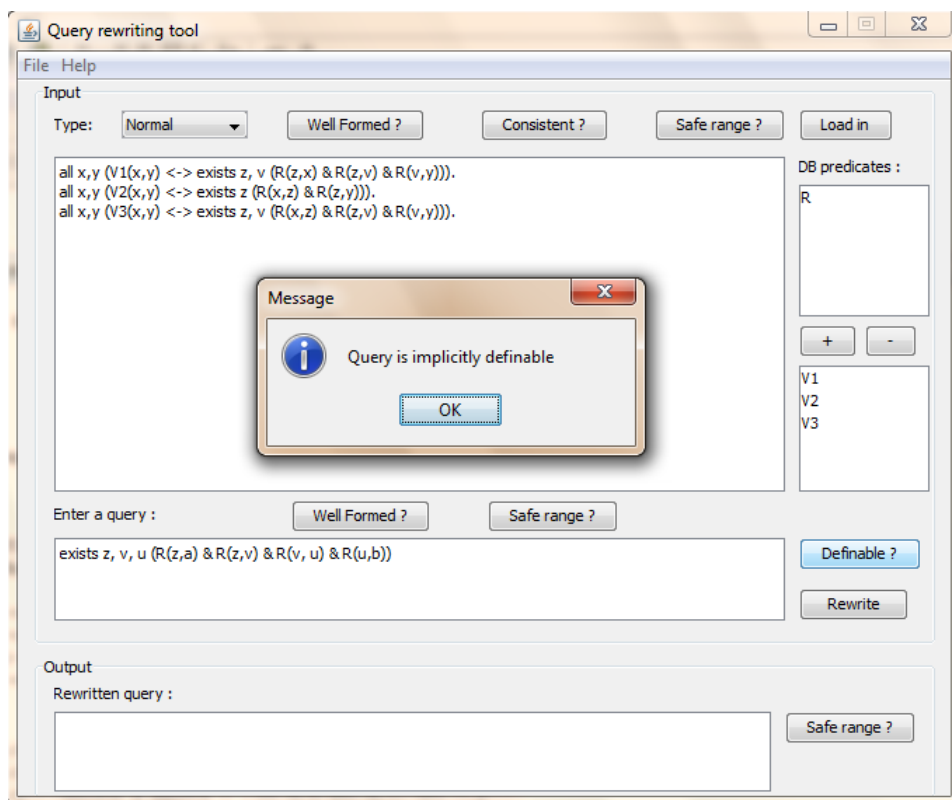 Query rewriting tool
File Help
Input
Type: Normal Well Formed ? Consistent ? Safe range ? Load in
all x,y (V1(x,y) <-> exists z, v (R(z,x) & R(z,v) & R(v,y))).
all x,y (V2(x,y) <-> exists z (R(x,z) & R(z,y))).
all x,y (V3(x,y) <-> exists z, v (R(x,z) & R(z,v) & R(v,y))).
DB predicates :
R
+ -
V1
V2
V3
Message
Query is implicitly definable
OK
Enter a query : Well Formed ? Safe range ?
exists z, v, u (R(z,a) & R(z,v) & R(v, u) & R(u,b))
Definable ?
Rewrite
Output
Rewritten query :
Safe range ?